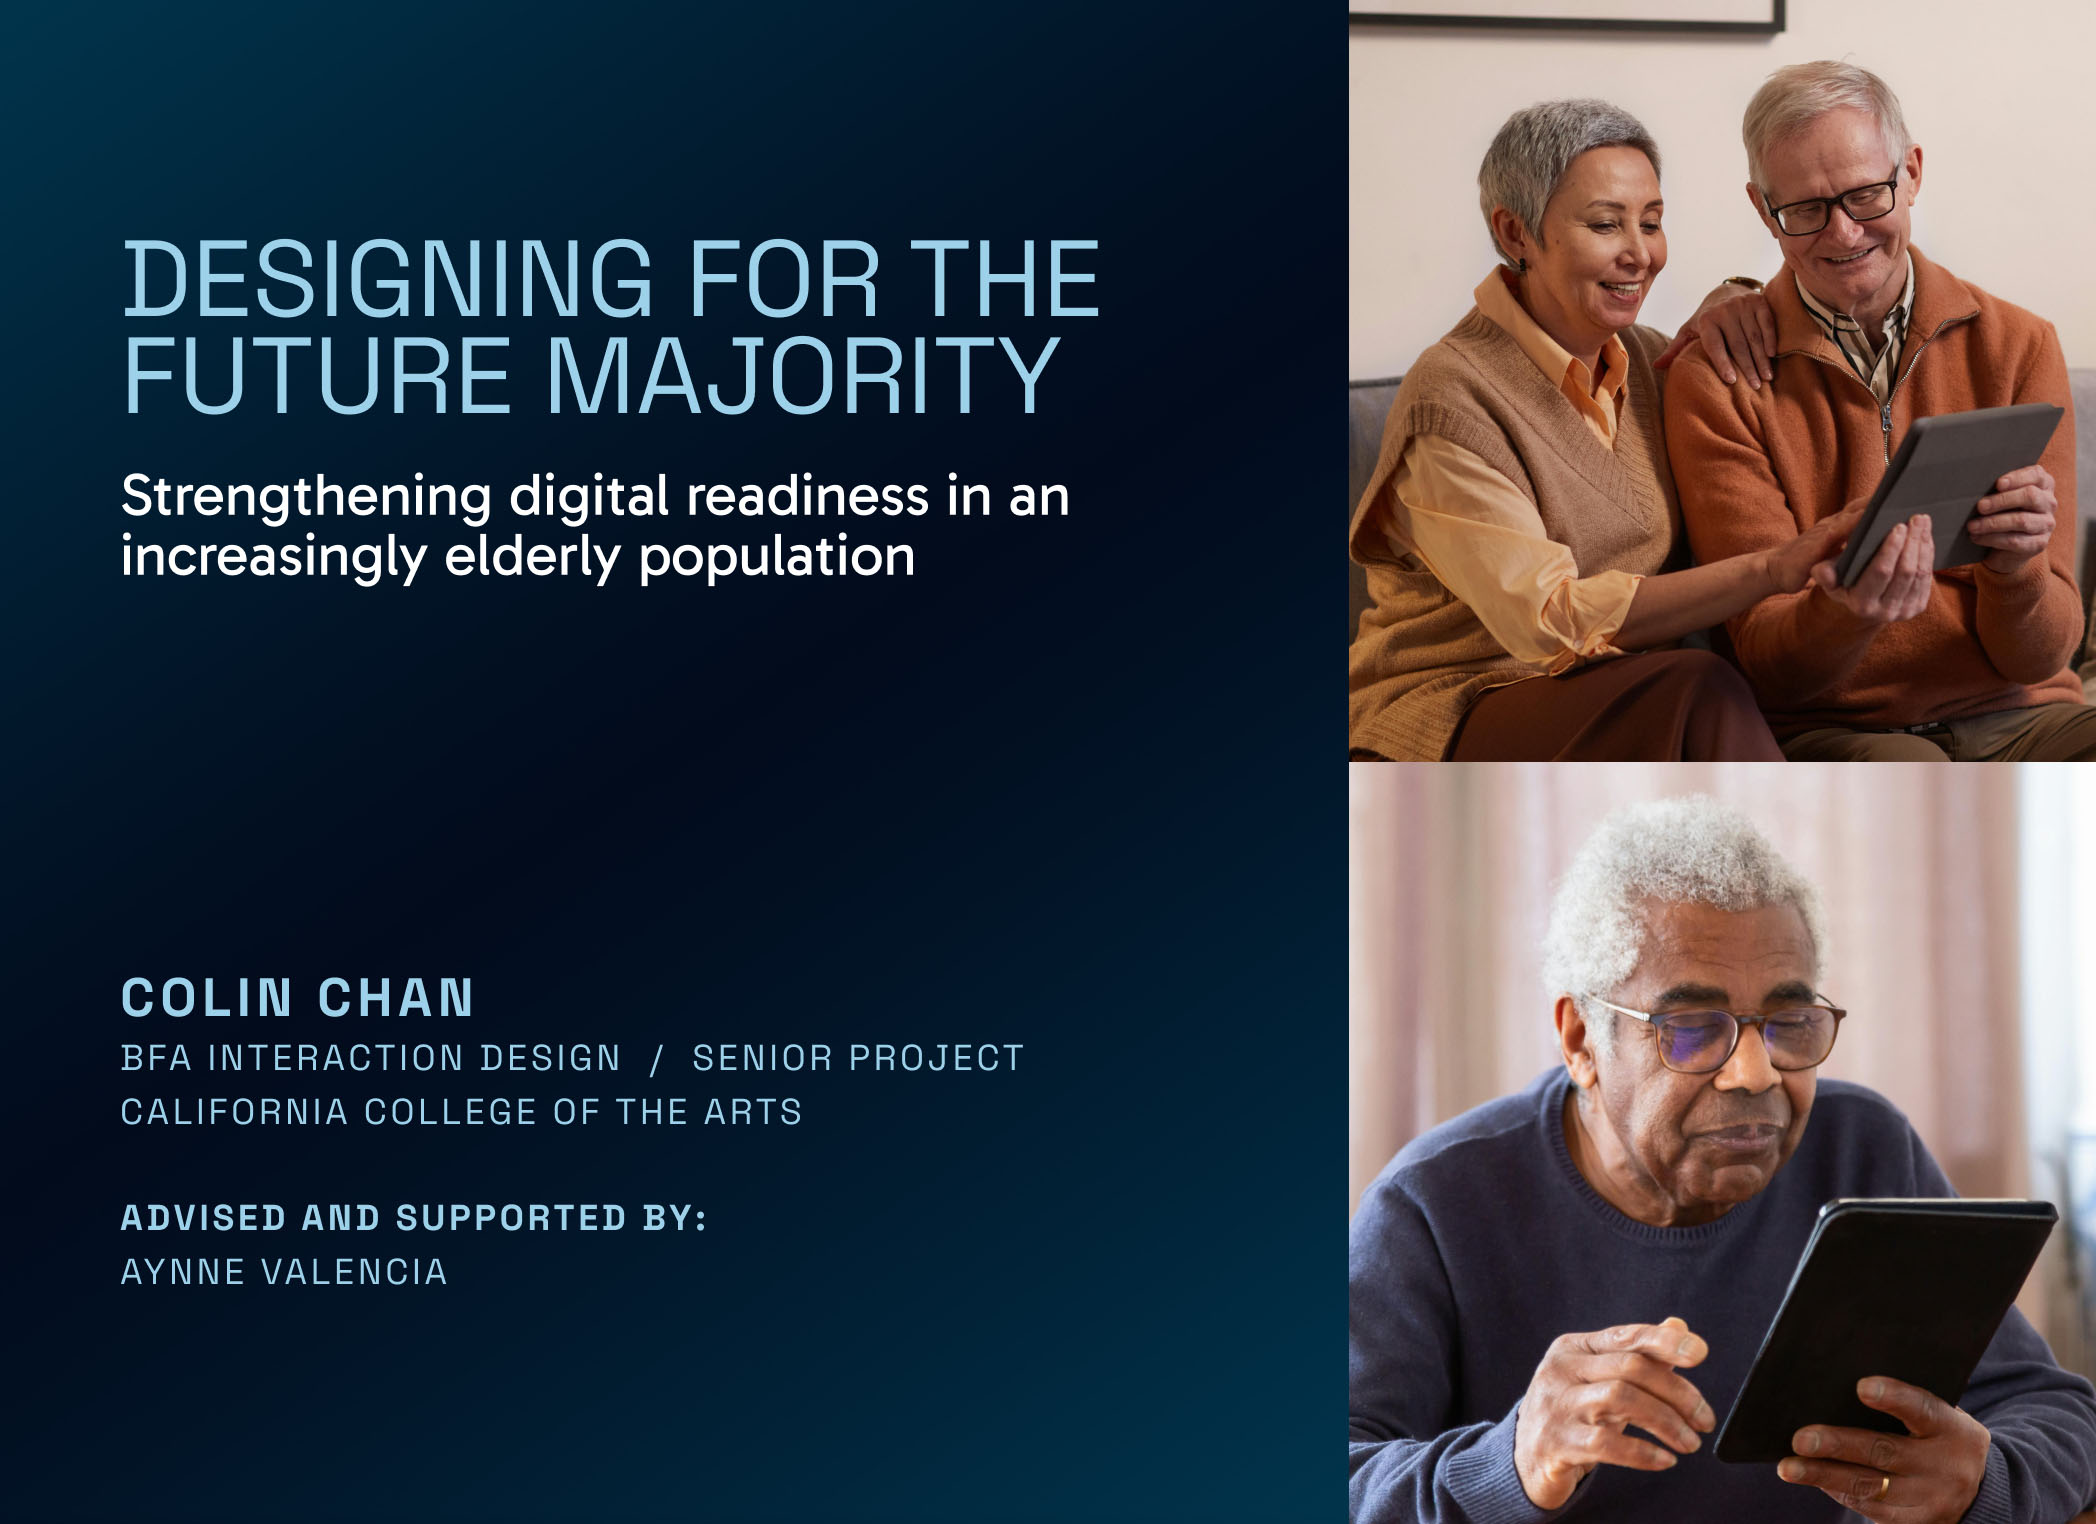 DESIGNING FOR THE
FUTURE MAJORITY
Strengthening digital readiness in an
increasingly elderly population
COLIN CHAN
BFA INTERACTION DESIGN / SENIOR PROJECT
CALIFORNIA COLLEGE OF THE ARTS
ADVISED AND SUPPORTED BY:
AYNNE VALENCIA